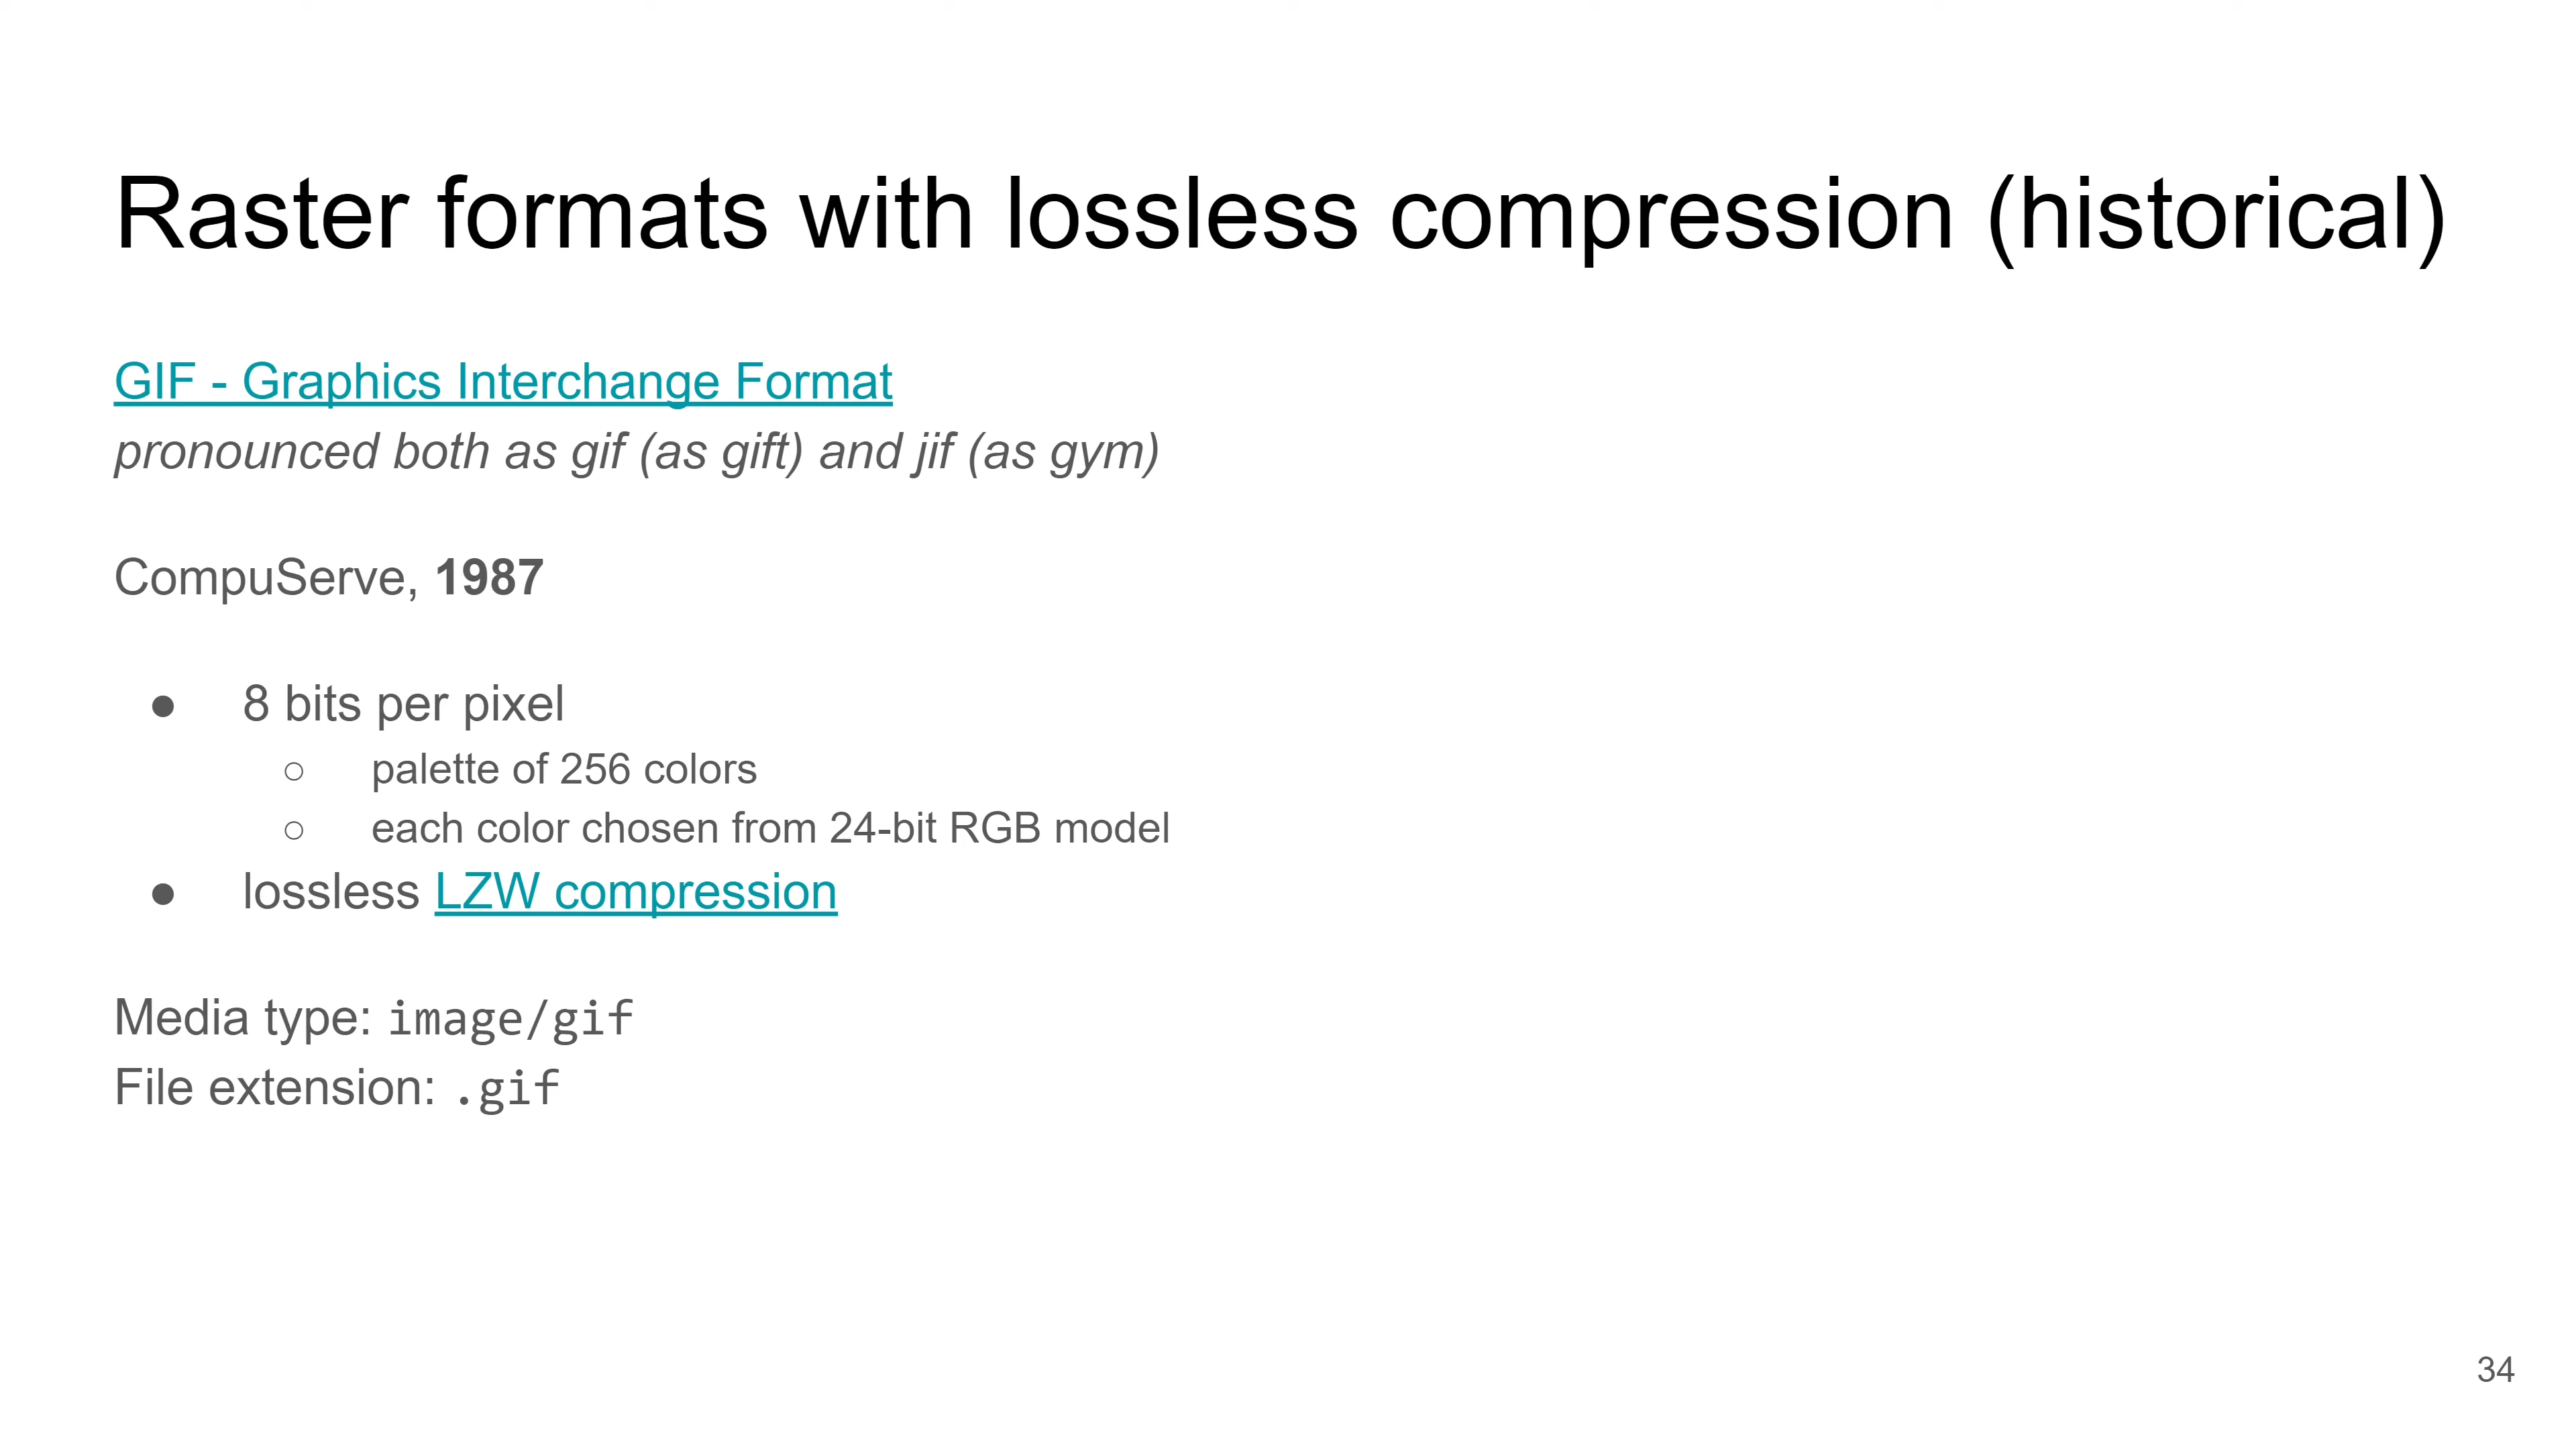 Raster formats with lossless compression (historical)
GIF - Graphics Interchange Format
pronounced both as gif (as gift) and jif (as gym)
CompuServe, 1987
● 8 bits per pixel
○ palette of 256 colors
○ each color chosen from 24-bit RGB model
● lossless LZW compression
Media type: image/gif
File extension: .gif
34